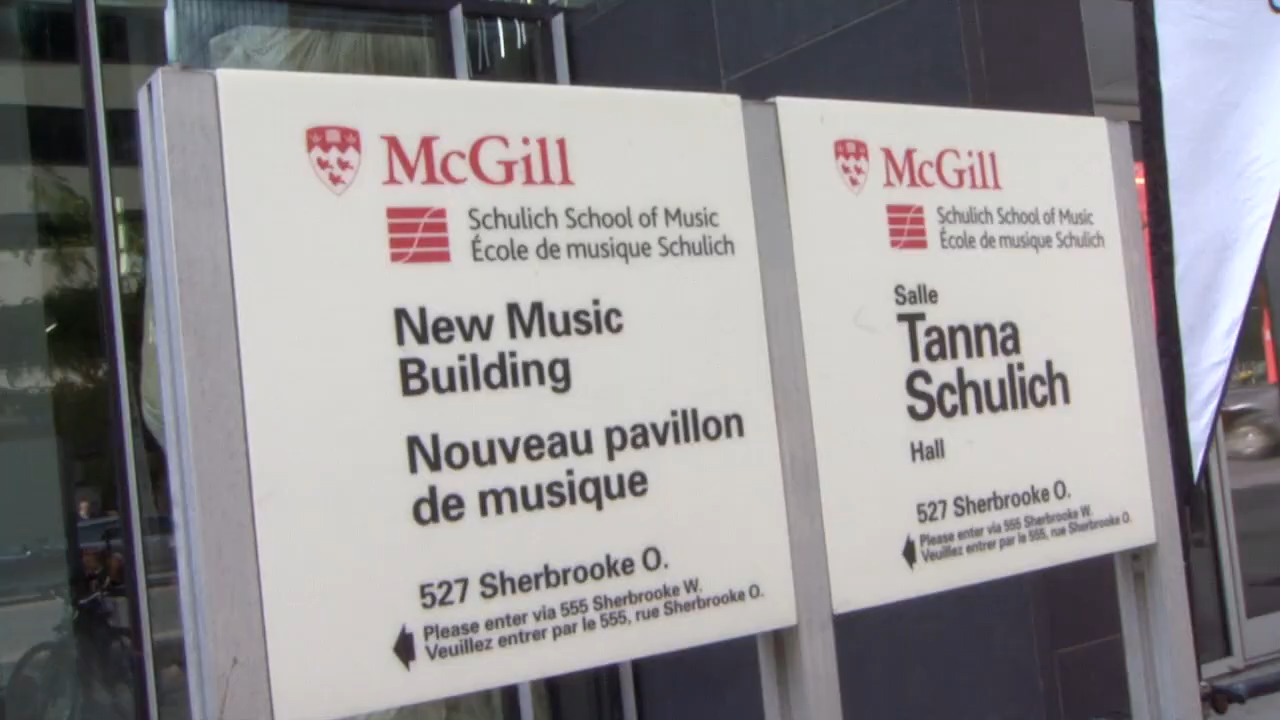 McGill
Schulich School of Music
École de musique Schulich
New Music
Building
Nouveau pavillon
de musique
527 Sherbrooke O.
Please enter via 555 Sherbrooke W.
Veuillez entrer par le 555, rue Sherbrooke O.
McGill
Schulich School of Music
École de musique Schulich
Salle
Tanna
Schulich
Hall
527 Sherbrooke O.
Please enter via 555 Sherbrooke W.
Veuillez entrer par le 555, rue Sherbrooke O.